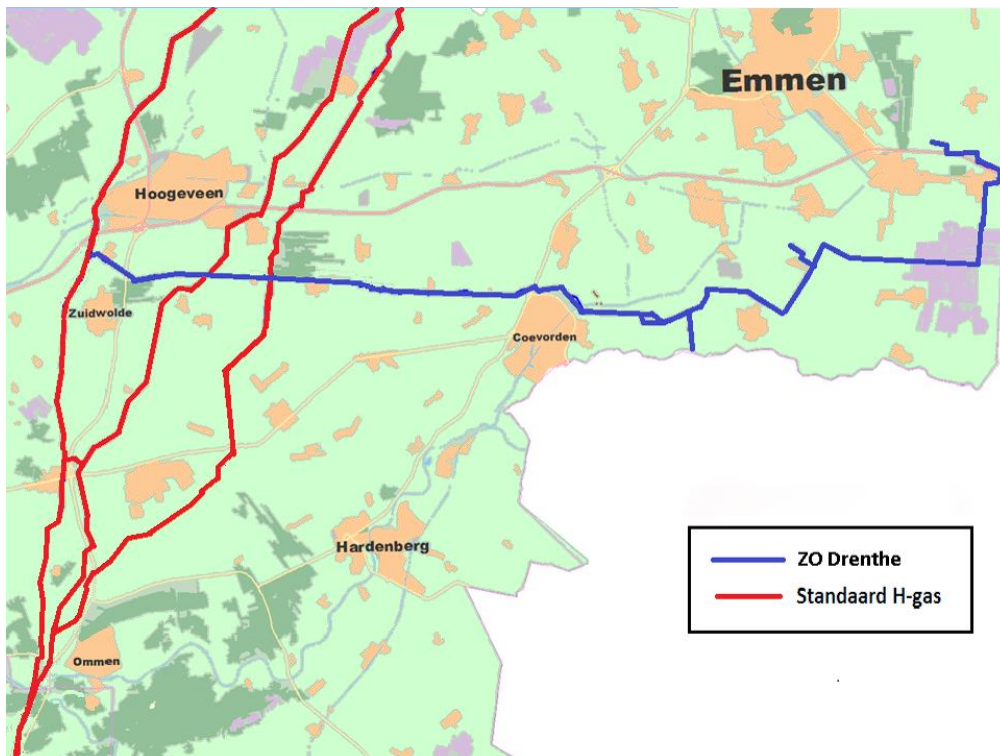 Emmen
Hoogeveen
Zuidwolde
Coevorden
Hardenberg
Ommen
ZO Drenthe
Standaard H-gas